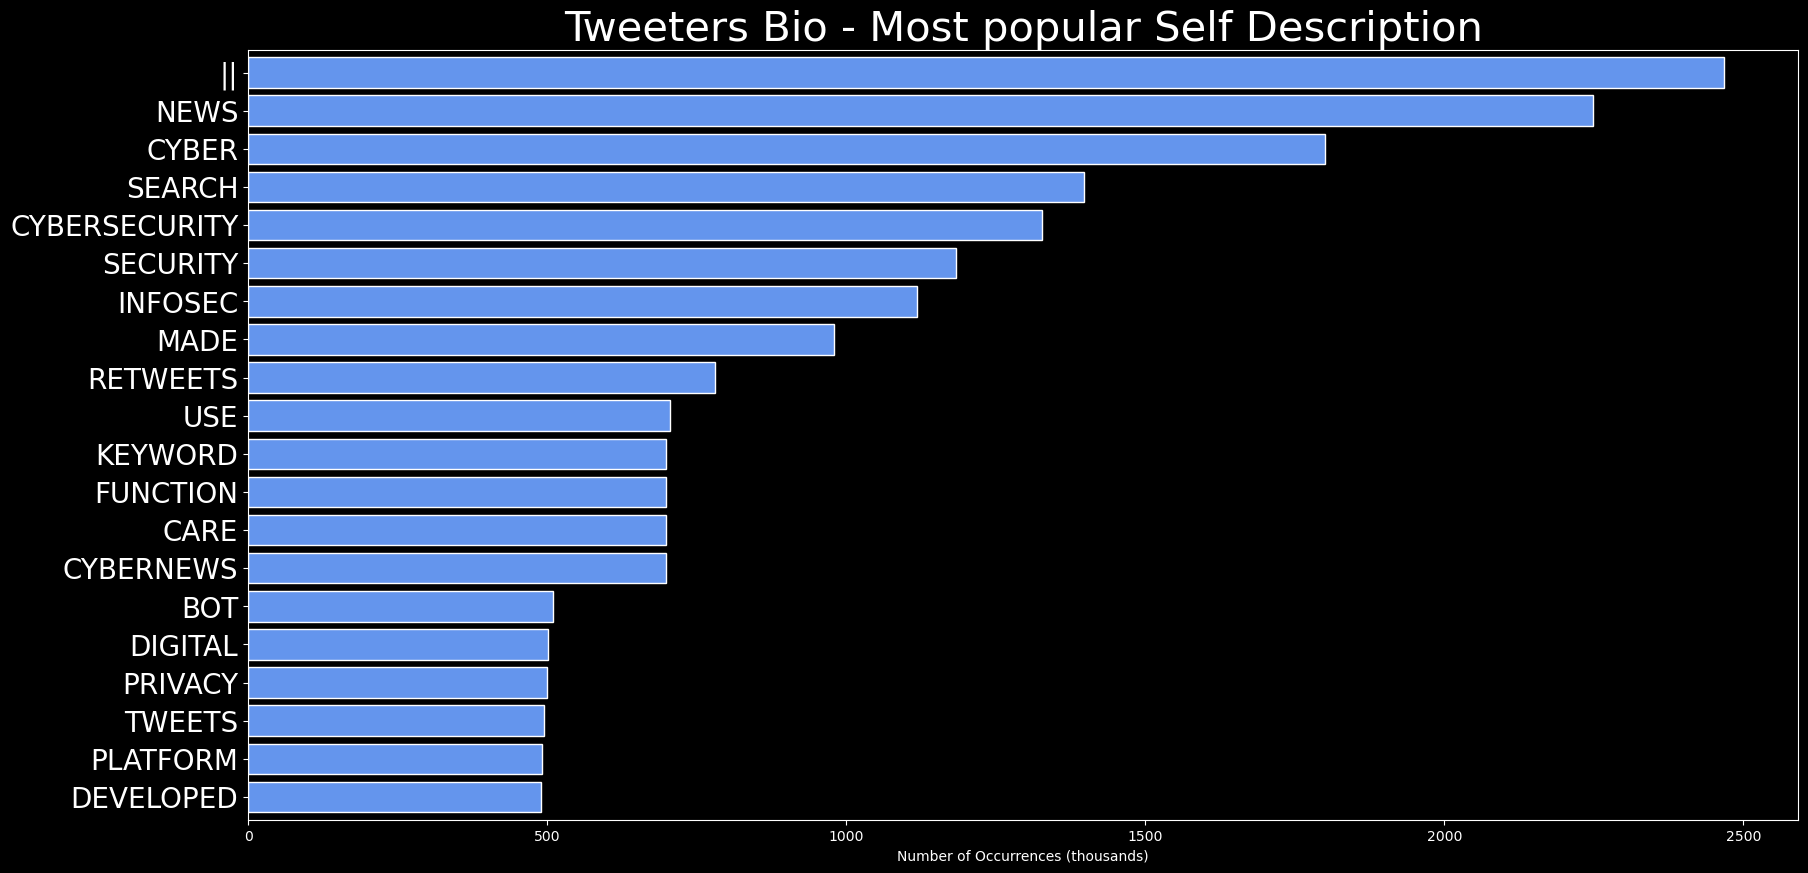 Tweeters Bio - Most popular Self Description
||
NEWS
CYBER
SEARCH
CYBERSECURITY
SECURITY
INFOSEC
MADE
RETWEETS
USE
KEYWORD
FUNCTION
CARE
CYBERNEWS
BOT
DIGITAL
PRIVACY
TWEETS
PLATFORM
DEVELOPED
0 500 1000 1500 2000 2500
Number of Occurrences (thousands)